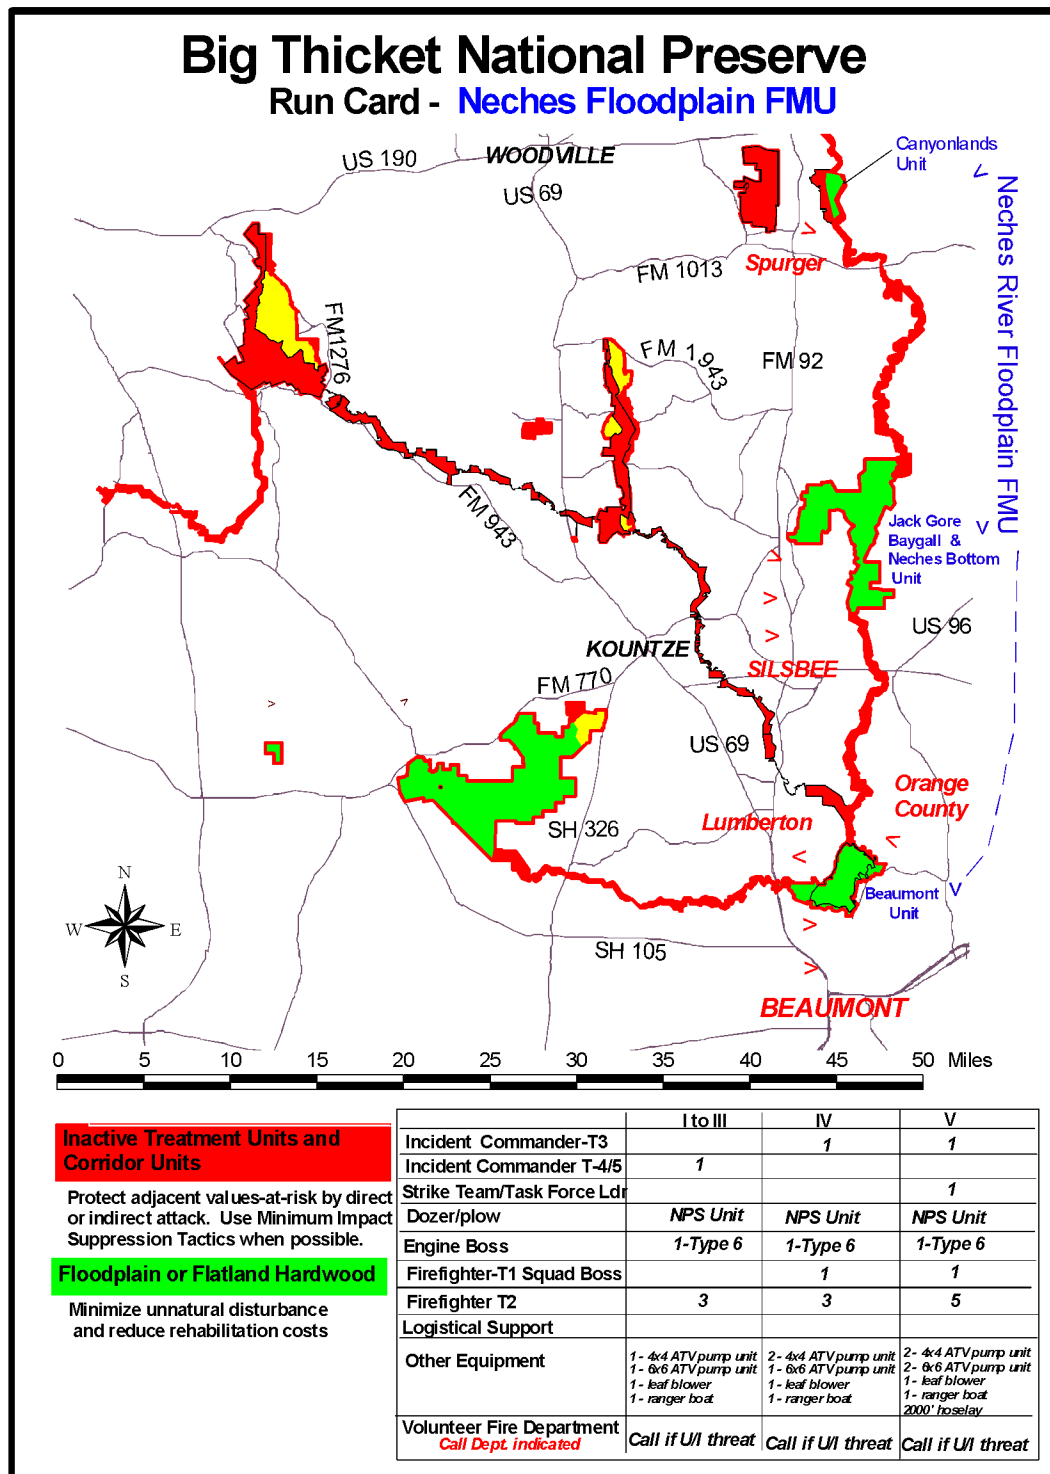 Big Thicket National Preserve
Run Card - Neches Floodplain FMU
Canyonlands
Unit
US 190
WOODVILLE
US 69
Neches River Floodplain FMU
Spurger
FM 1013
FM1276
FM 1943
FM 92
FM 943
Jack Gore
Baygall &
Neches Bottom
Unit
US 96
KOUNTZE
SILSBEE
FM 770
US 69
Orange
County
SH 326
Lumberton
Beaumont
Unit
N
W
E
S
SH 105
BEAUMONT
0 5 10 15 20 25 30 35 40 45 50 Miles
Inactive Treatment Units and
Corridor Units
Protect adjacent values-at-risk by direct
or indirect attack. Use Minimum Impact
Suppression Tactics when possible.
Floodplain or Flatland Hardwood
Minimize unnatural disturbance
and reduce rehabilitation costs
I to III IV V
Incident Commander-T3 1 1
Incident Commander T-4/5 1
Strike Team/Task Force Ldr 1
Dozer/plow NPS Unit NPS Unit NPS Unit
Engine Boss 1-Type 6 1-Type 6 1-Type 6
Firefighter-T1 Squad Boss 1 1
Firefighter T2 3 3 5
Logistical Support
Other Equipment
1 - 4x4 ATV pump unit
1 - 6x6 ATV pump unit
1 - leaf blower
1 - ranger boat
2 - 4x4 ATV pump unit
1 - 6x6 ATV pump unit
1 - leaf blower
1 - ranger boat
2 - 4x4 ATV pump unit
2 - 6x6 ATV pump unit
1 - leaf blower
1 - ranger boat
2000' hoselay
Volunteer Fire Department
Call Dept. indicated
Call if U/I threat Call if U/I threat Call if U/I threat